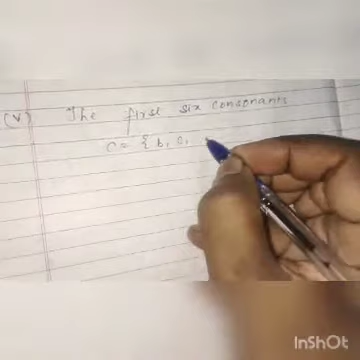 (V) The first six consonants
C = { b, c,
InShOt